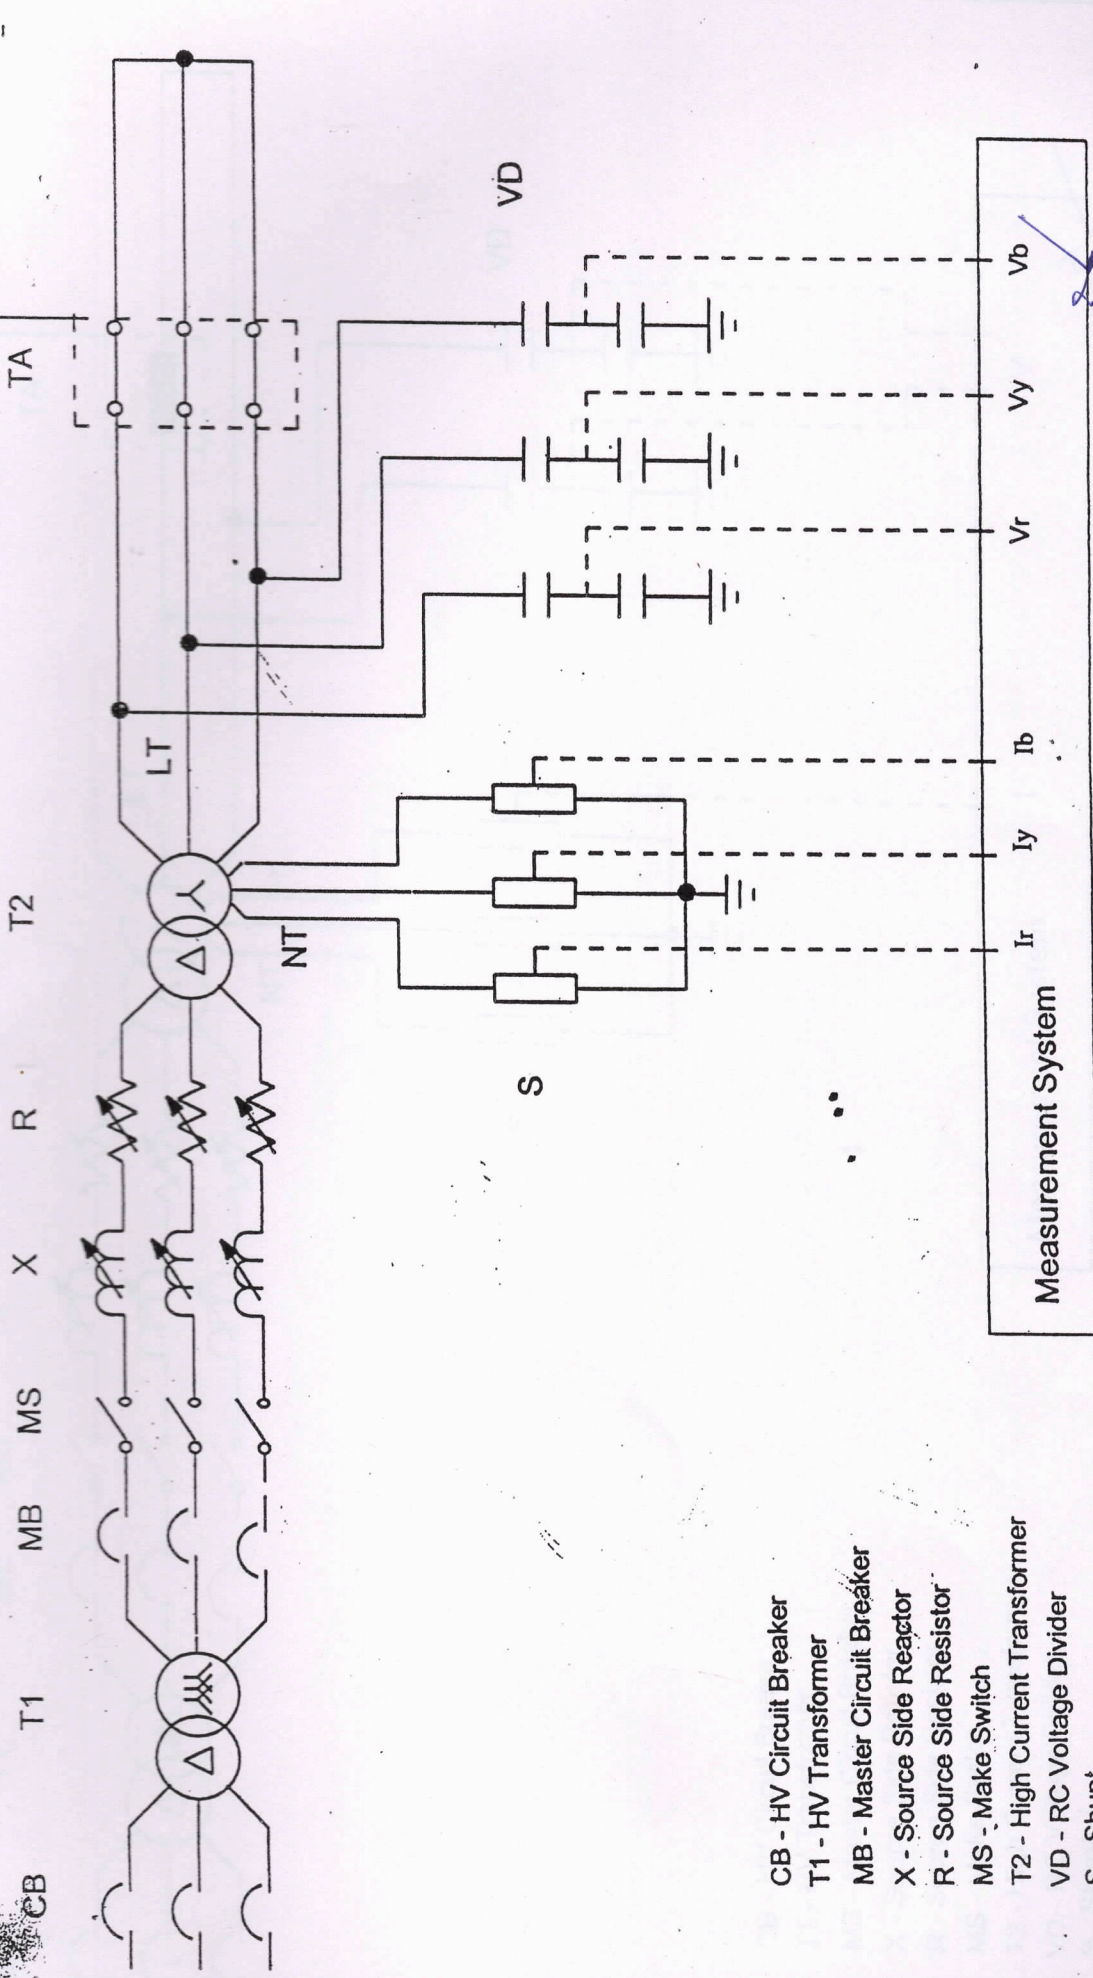 CB T1 MB MS X R T2 TA
LT
NT
S
VD
Ir Iy Ib Vr Vy Vb
Measurement System
CB - HV Circuit Breaker
T1 - HV Transformer
MB - Master Circuit Breaker
X - Source Side Reactor
R - Source Side Resistor
MS - Make Switch
T2 - High Current Transformer
VD - RC Voltage Divider
S - Shunt